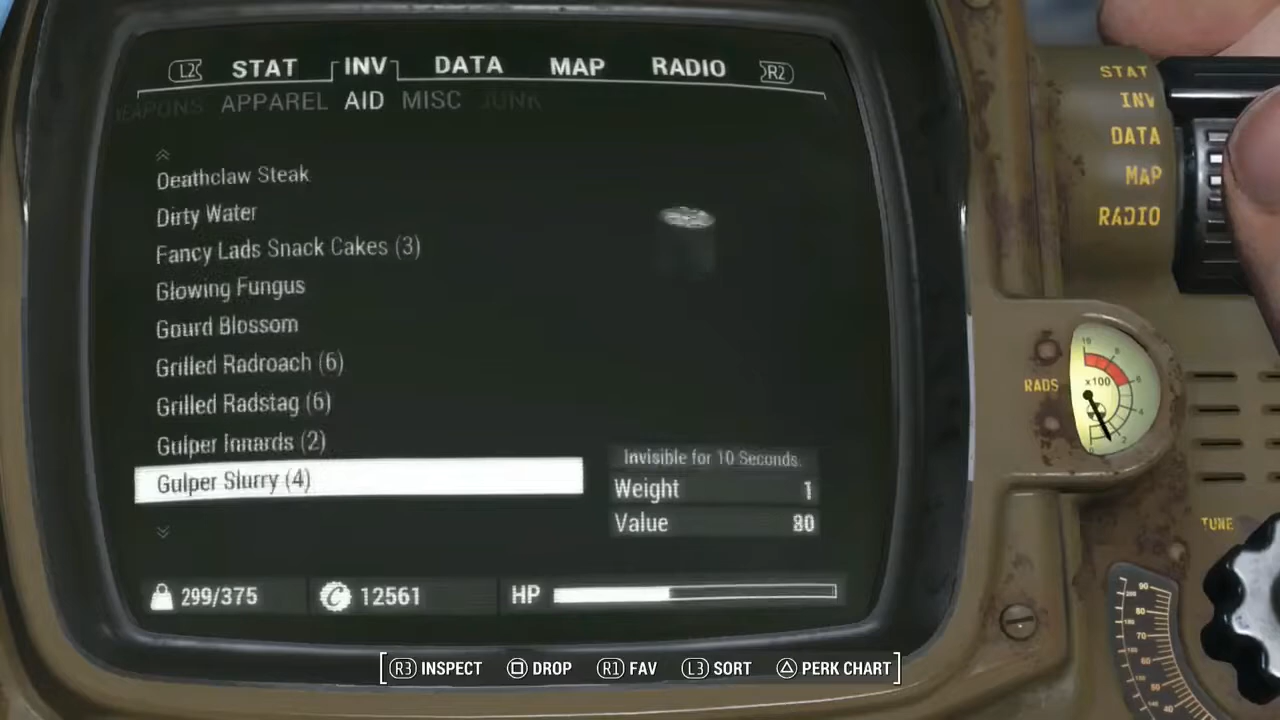 L2 STAT INV DATA MAP RADIO R2
WEAPONS APPAREL AID MISC JUNK
Deathclaw Steak
Dirty Water
Fancy Lads Snack Cakes (3)
Glowing Fungus
Gourd Blossom
Grilled Radroach (6)
Grilled Radstag (6)
Gulper Innards (2)
Gulper Slurry (4)
Invisible for 10 Seconds.
Weight 1
Value 80
299/375 C 12561 HP
R3 INSPECT DROP R1 FAV L3 SORT PERK CHART
STAT
INV
DATA
MAP
RADIO
RADS
x100
TUNE